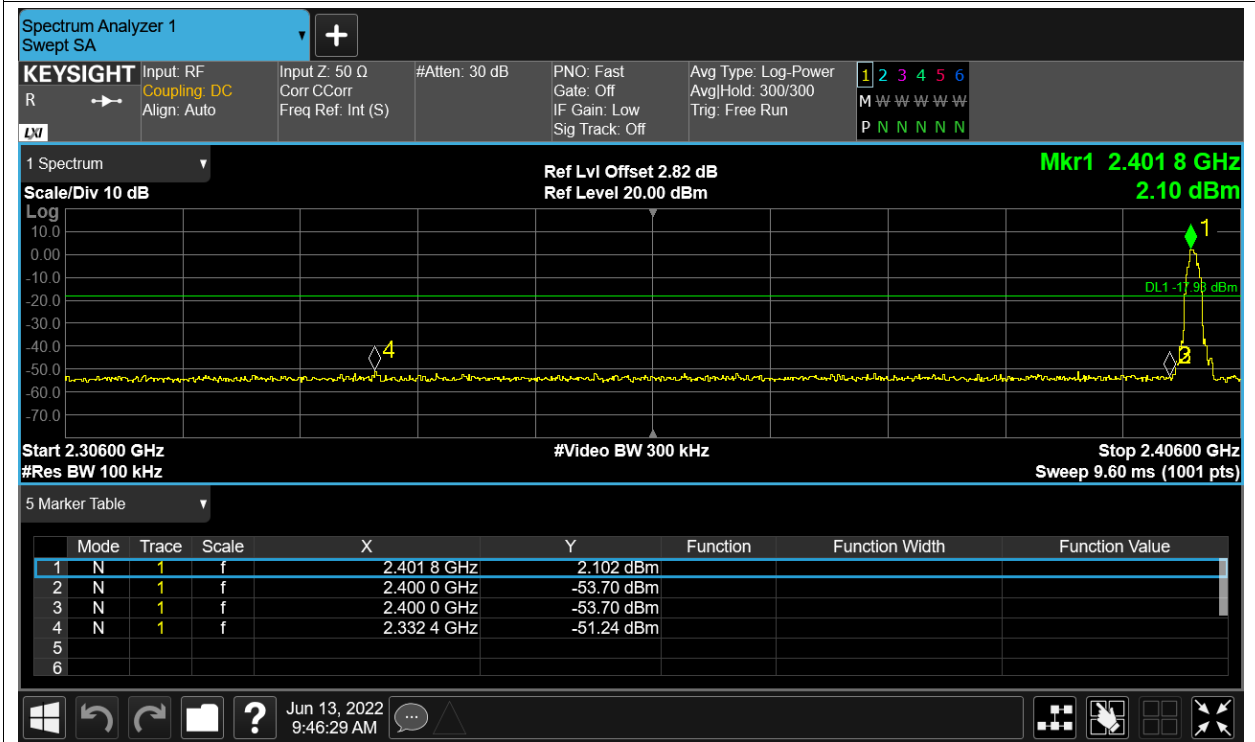 Spectrum Analyzer 1
Swept SA
KEYSIGHT Input: RF Input Z: 50 Ω #Atten: 30 dB PNO: Fast Avg Type: Log-Power 1 2 3 4 5 6
R Coupling: DC Corr CCorr Gate: Off Avg|Hold: 300/300 M W W W W W
Align: Auto Freq Ref: Int (S) IF Gain: Low Trig: Free Run
LXI Sig Track: Off P N N N N N
1 Spectrum Ref Lvl Offset 2.82 dB Mkr1 2.401 8 GHz
Scale/Div 10 dB Ref Level 20.00 dBm 2.10 dBm
Log
10.0 1
0.00
-10.0
DL1 -17.93 dBm
-20.0
-30.0
-40.0 4
-50.0
-60.0
-70.0
Start 2.30600 GHz #Video BW 300 kHz Stop 2.40600 GHz
#Res BW 100 kHz Sweep 9.60 ms (1001 pts)
5 Marker Table
Mode Trace Scale X Y Function Function Width Function Value
1 N 1 f 2.401 8 GHz 2.102 dBm
2 N 1 f 2.400 0 GHz -53.70 dBm
3 N 1 f 2.400 0 GHz -53.70 dBm
4 N 1 f 2.332 4 GHz -51.24 dBm
5
6
? Jun 13, 2022
9:46:29 AM